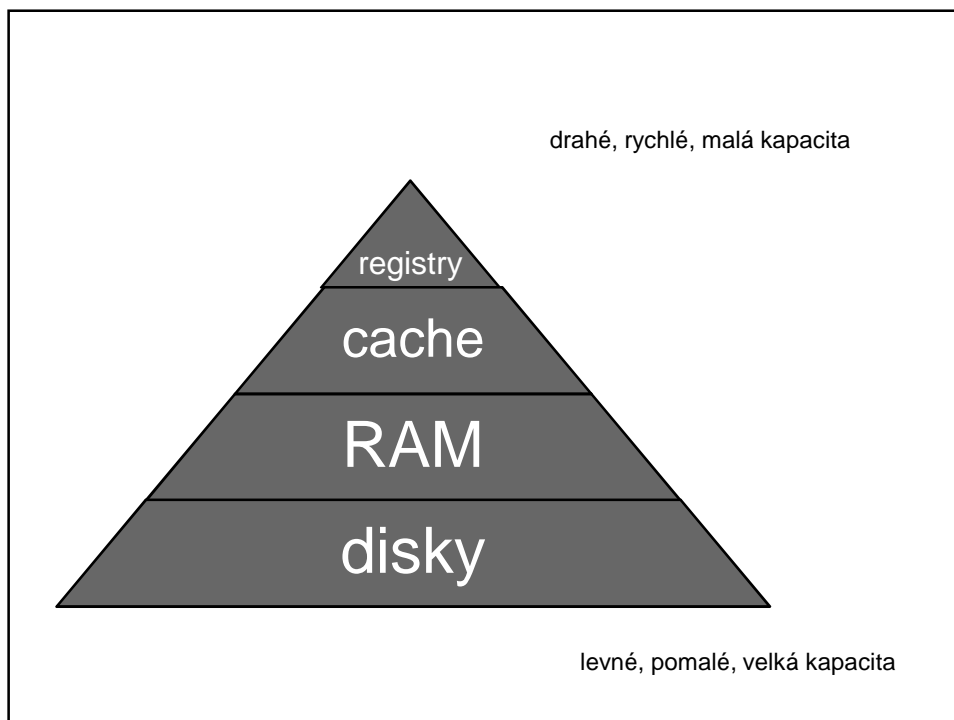 drahé, rychlé, malá kapacita
registry
cache
RAM
disky
levné, pomalé, velká kapacita